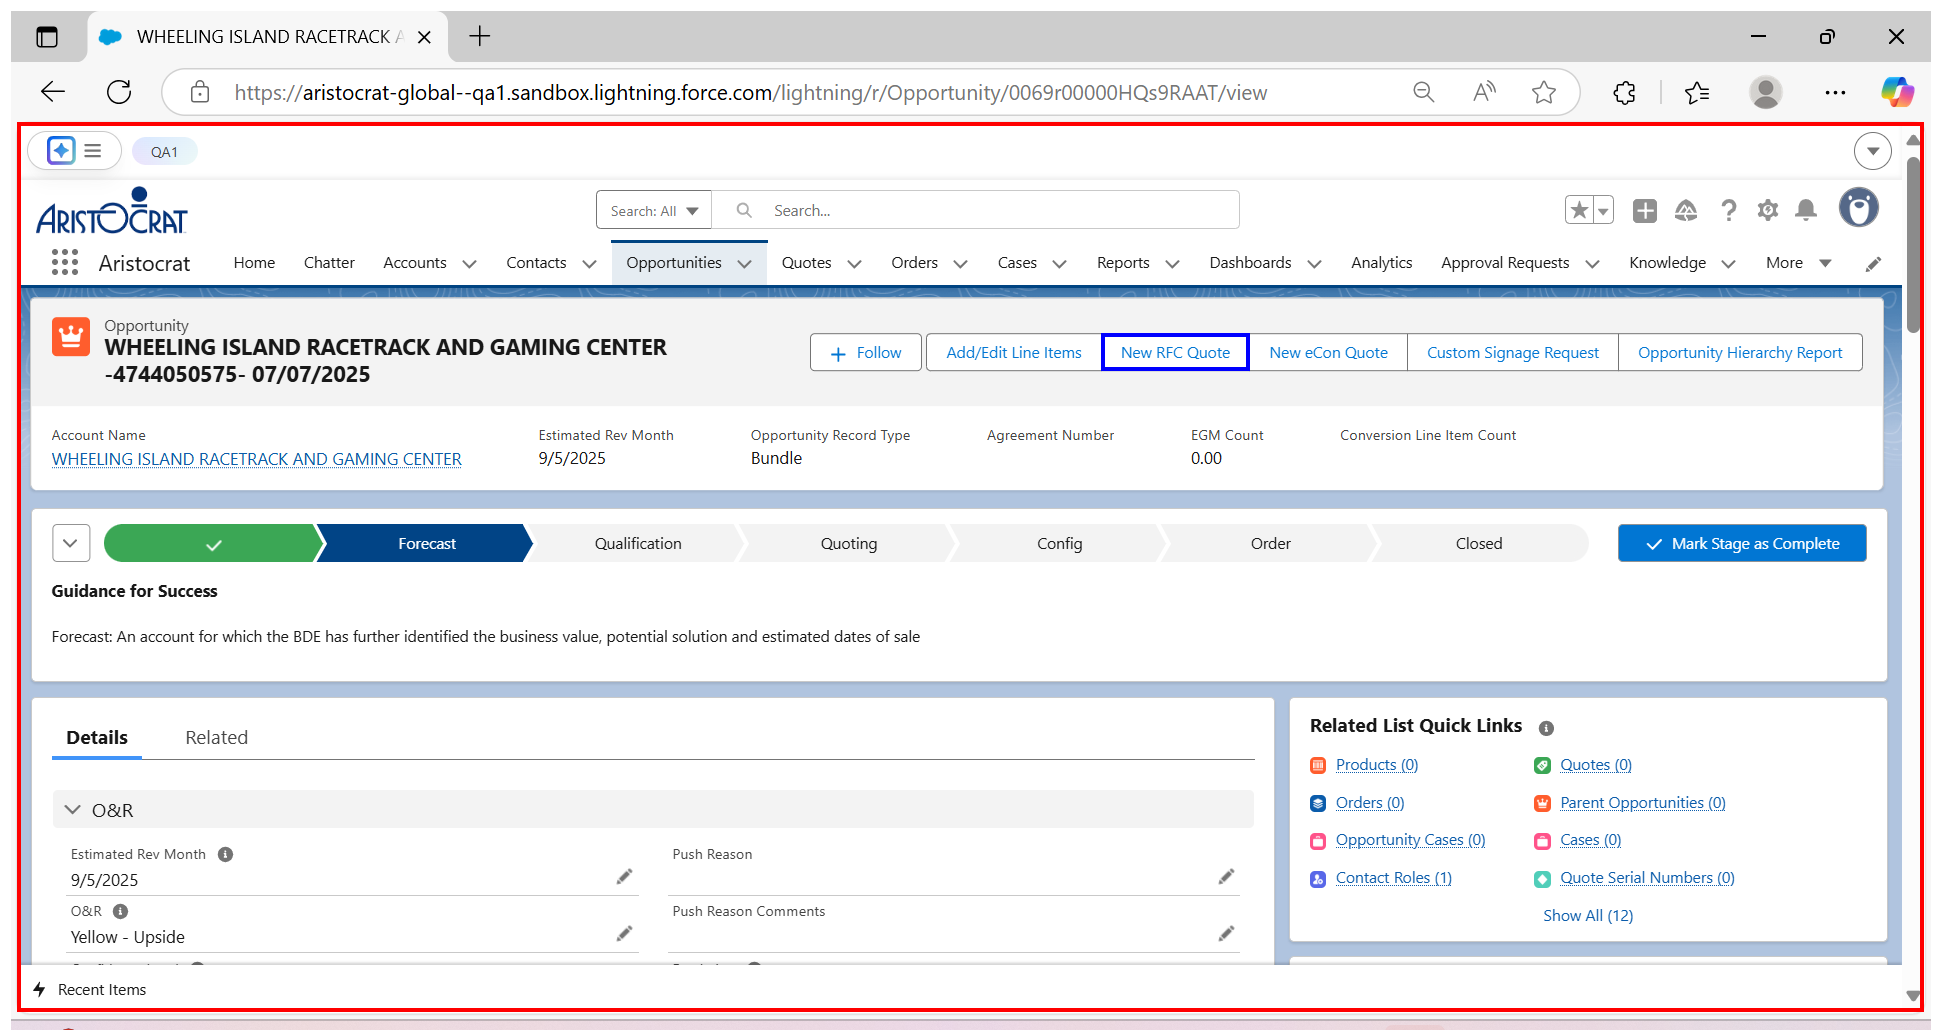 WHEELING ISLAND RACETRACK A
https://aristocrat-global--qa1.sandbox.lightning.force.com/lightning/r/Opportunity/0069r00000HQs9RAAT/view
QA1
ARISTOCRAT
Search: All
Search...
Aristocrat
Home
Chatter
Accounts
Contacts
Opportunities
Quotes
Orders
Cases
Reports
Dashboards
Analytics
Approval Requests
Knowledge
More
Opportunity
WHEELING ISLAND RACETRACK AND GAMING CENTER
-4744050575- 07/07/2025
Follow
Add/Edit Line Items
New RFC Quote
New eCon Quote
Custom Signage Request
Opportunity Hierarchy Report
Account Name
WHEELING ISLAND RACETRACK AND GAMING CENTER
Estimated Rev Month
9/5/2025
Opportunity Record Type
Bundle
Agreement Number
EGM Count
0.00
Conversion Line Item Count
Forecast
Qualification
Quoting
Config
Order
Closed
Mark Stage as Complete
Guidance for Success
Forecast: An account for which the BDE has further identified the business value, potential solution and estimated dates of sale
Details
Related
O&R
Estimated Rev Month
9/5/2025
Push Reason
O&R
Yellow - Upside
Push Reason Comments
Related List Quick Links
Products (0)
Quotes (0)
Orders (0)
Parent Opportunities (0)
Opportunity Cases (0)
Cases (0)
Contact Roles (1)
Quote Serial Numbers (0)
Show All (12)
Recent Items